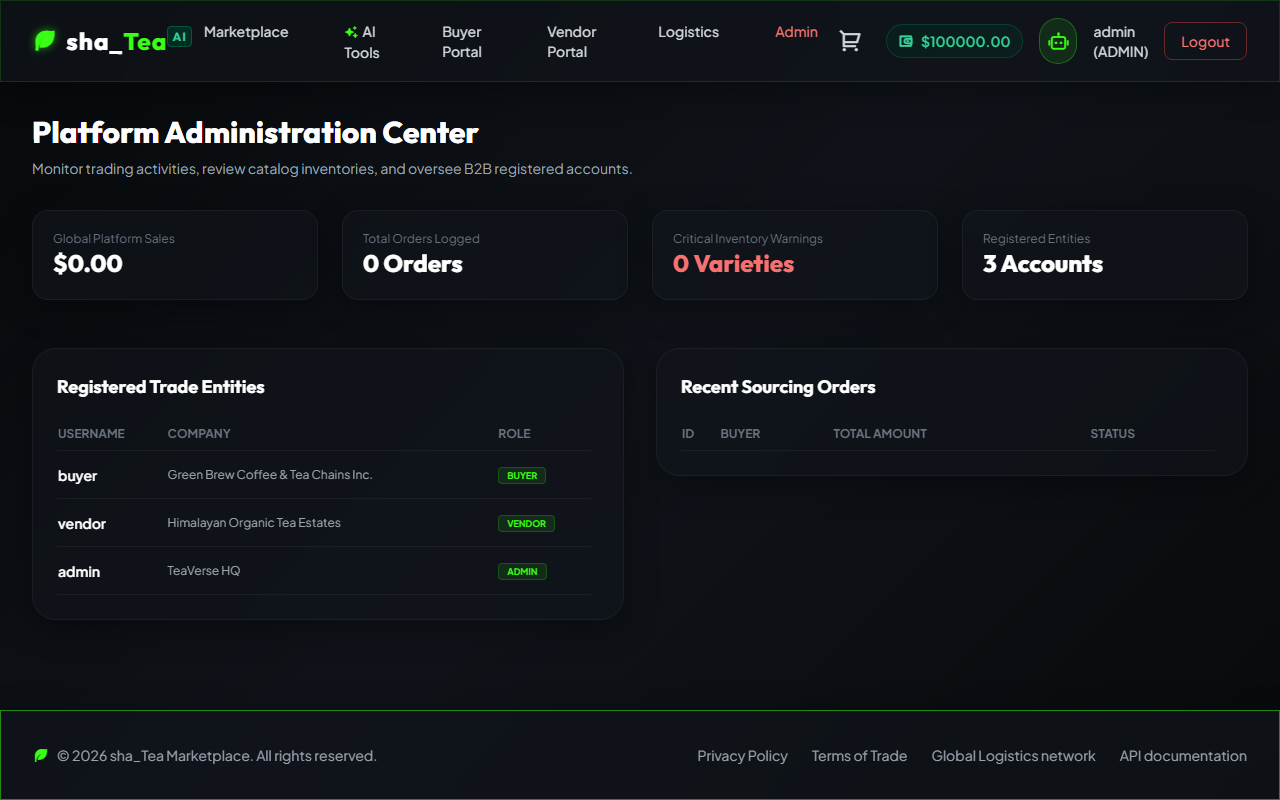 sha_Tea AI
Marketplace
AI Tools
Buyer Portal
Vendor Portal
Logistics
Admin
$100000.00
admin (ADMIN)
Logout
Platform Administration Center
Monitor trading activities, review catalog inventories, and oversee B2B registered accounts.
Global Platform Sales
$0.00
Total Orders Logged
0 Orders
Critical Inventory Warnings
0 Varieties
Registered Entities
3 Accounts
Registered Trade Entities
USERNAME COMPANY ROLE
buyer Green Brew Coffee & Tea Chains Inc. BUYER
vendor Himalayan Organic Tea Estates VENDOR
admin TeaVerse HQ ADMIN
Recent Sourcing Orders
ID BUYER TOTAL AMOUNT STATUS
© 2026 sha_Tea Marketplace. All rights reserved.
Privacy Policy Terms of Trade Global Logistics network API documentation